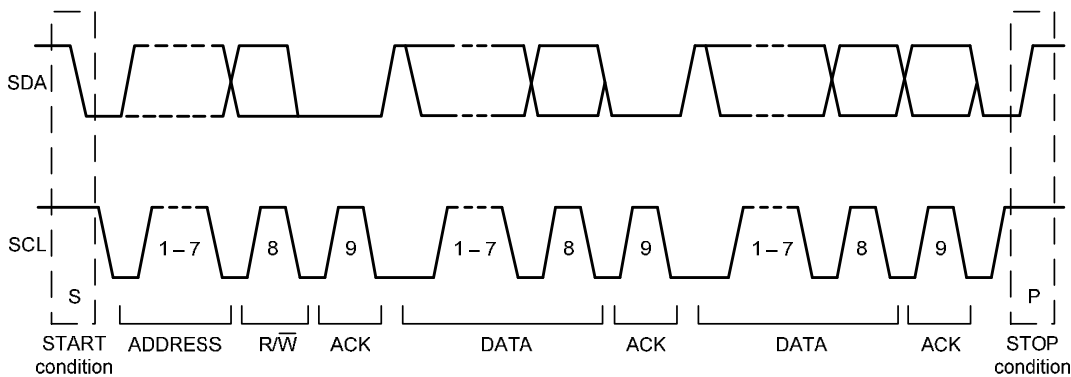 SDA
SCL
1 – 7
8
9
1 – 7
8
9
1 – 7
8
9
S
P
START
condition
ADDRESS
R/W̅
ACK
DATA
ACK
DATA
ACK
STOP
condition